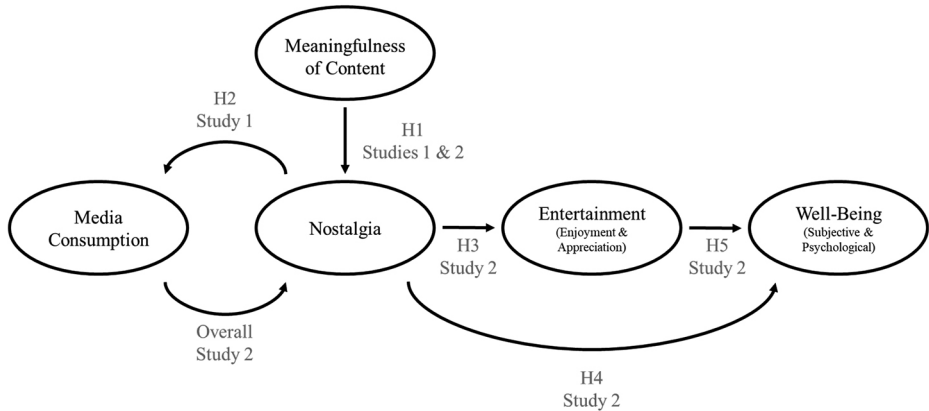 Meaningfulness
of Content
H2
Study 1
H1
Studies 1 & 2
Media
Consumption
Nostalgia
Entertainment
(Enjoyment &
Appreciation)
Well-Being
(Subjective &
Psychological)
H3
Study 2
H5
Study 2
Overall
Study 2
H4
Study 2